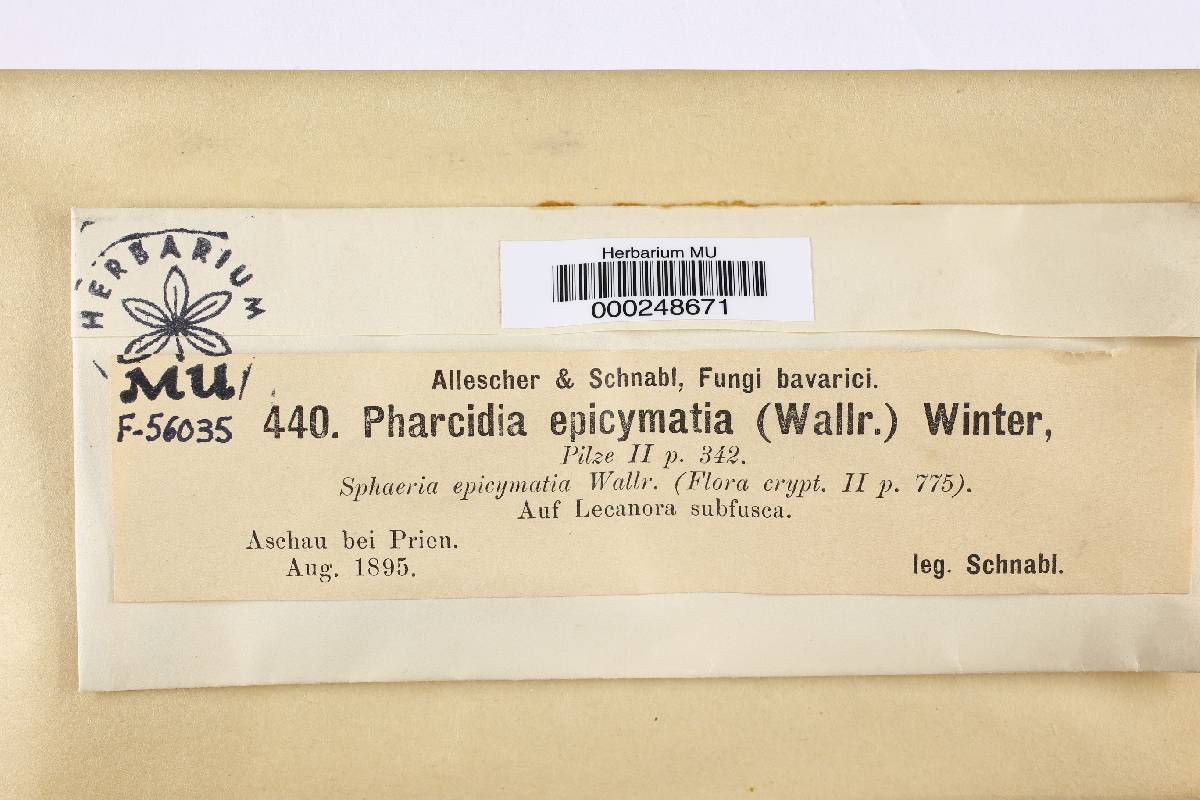 HERBARIUM
MU
F-56035
Herbarium MU
000248671
Allescher & Schnabl, Fungi bavarici.
440. Pharcidia epicymatia (Wallr.) Winter,
Pilze II p. 342.
Sphaeria epicymatia Wallr. (Flora crypt. II p. 775).
Auf Lecanora subfusca.
Aschau bei Prien.
Aug. 1895.
leg. Schnabl.